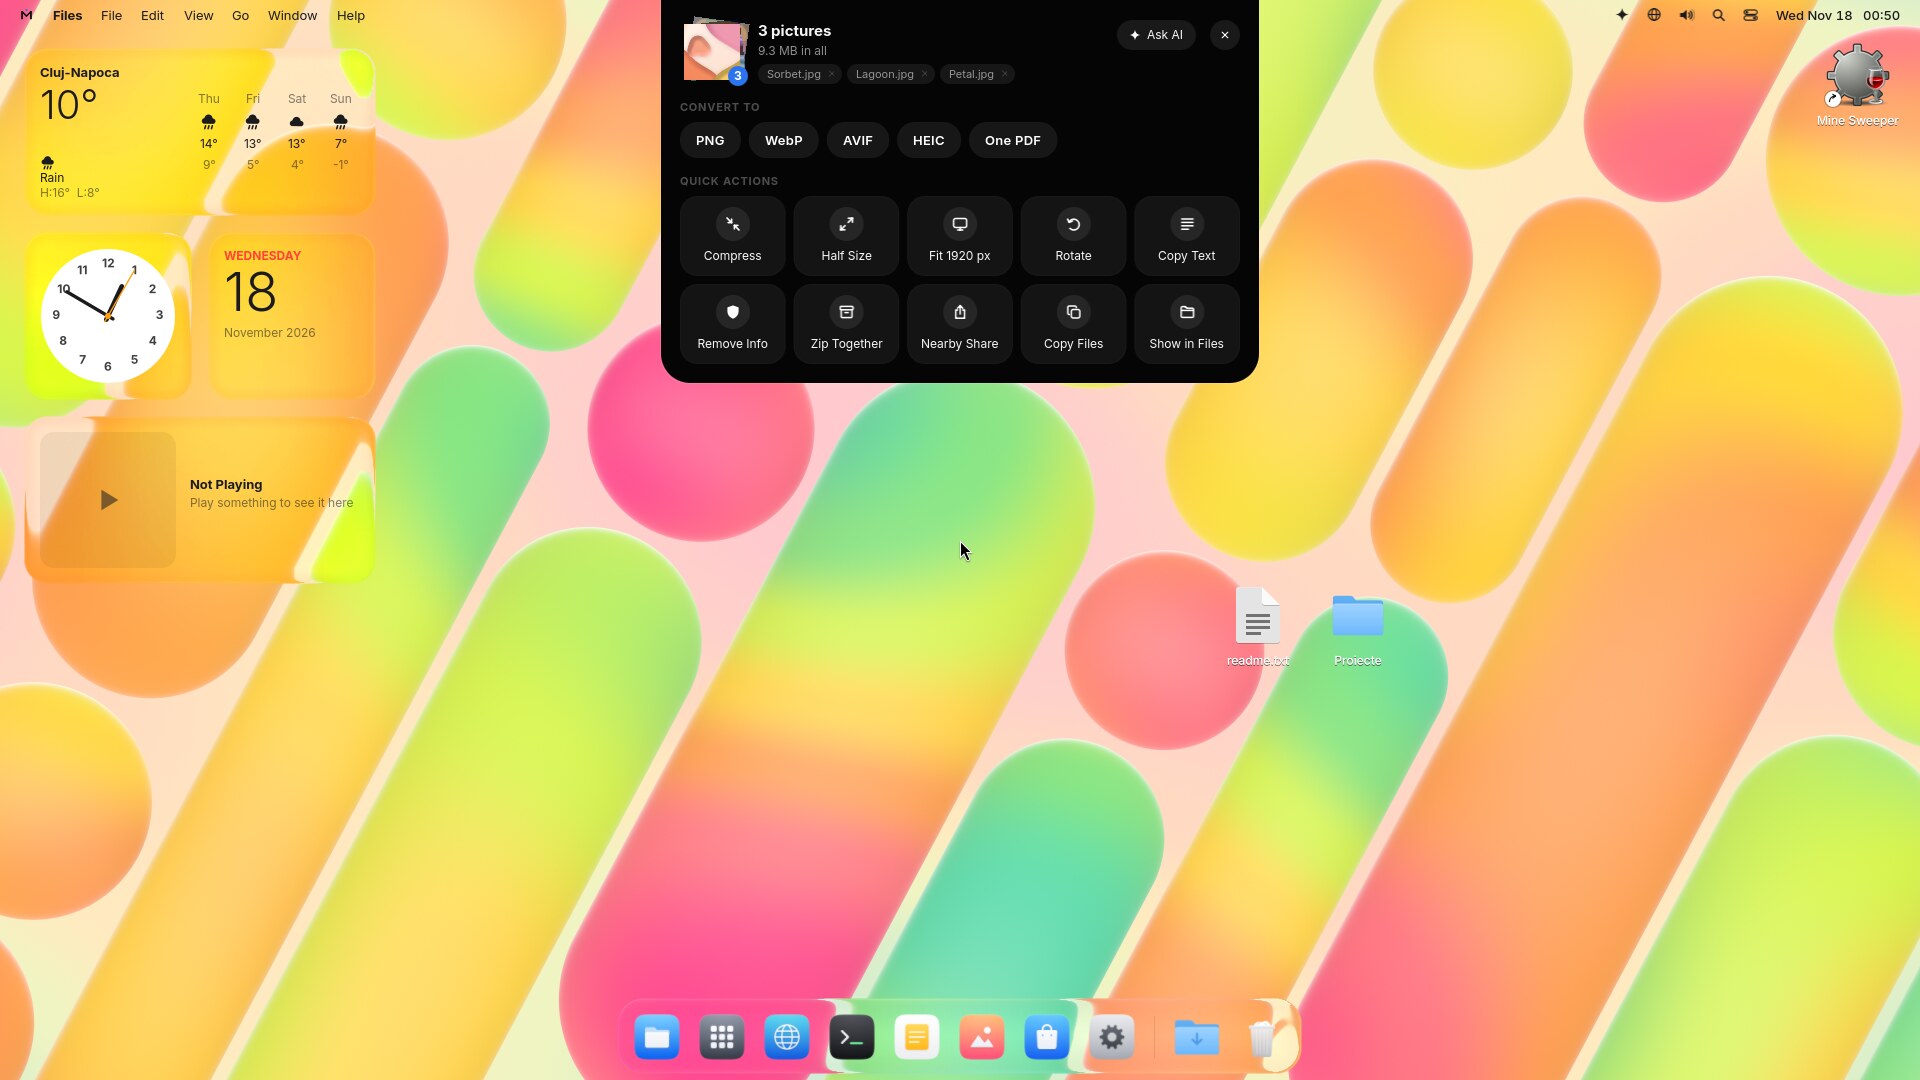 Files File Edit View Go Window Help
Wed Nov 18 00:50
Cluj-Napoca
10°
Thu Fri Sat Sun
14° 13° 13° 7°
9° 5° 4° -1°
Rain
H:16° L:8°
12
11 1
10 2
9 3
8 4
7 5
6
WEDNESDAY
18
November 2026
Not Playing
Play something to see it here
3 pictures
9.3 MB in all
3
Sorbet.jpg Lagoon.jpg Petal.jpg
Ask AI
CONVERT TO
PNG WebP AVIF HEIC One PDF
QUICK ACTIONS
Compress Half Size Fit 1920 px Rotate Copy Text
Remove Info Zip Together Nearby Share Copy Files Show in Files
Mine Sweeper
readme.txt Proiecte